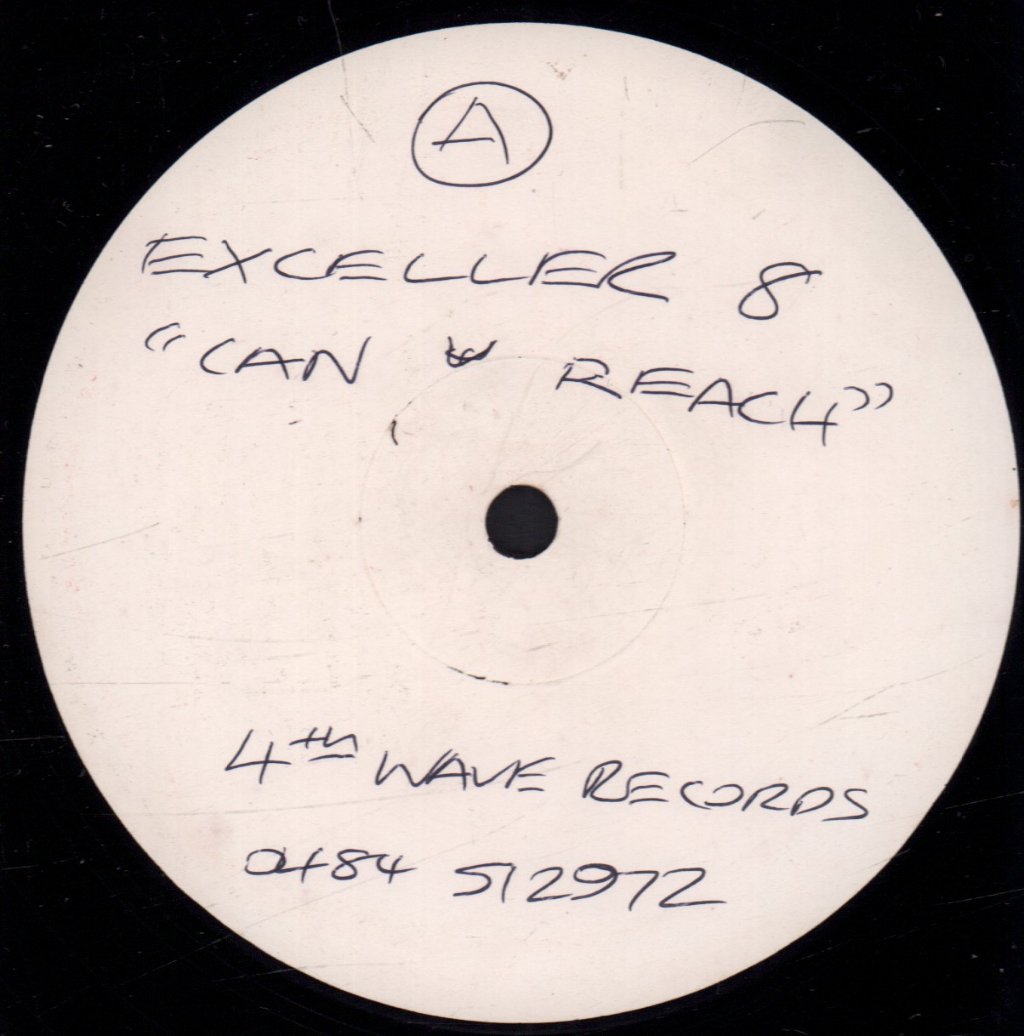 A
EXCELLER 8
"CAN REACH"
4th WAVE RECORDS
0484 512972